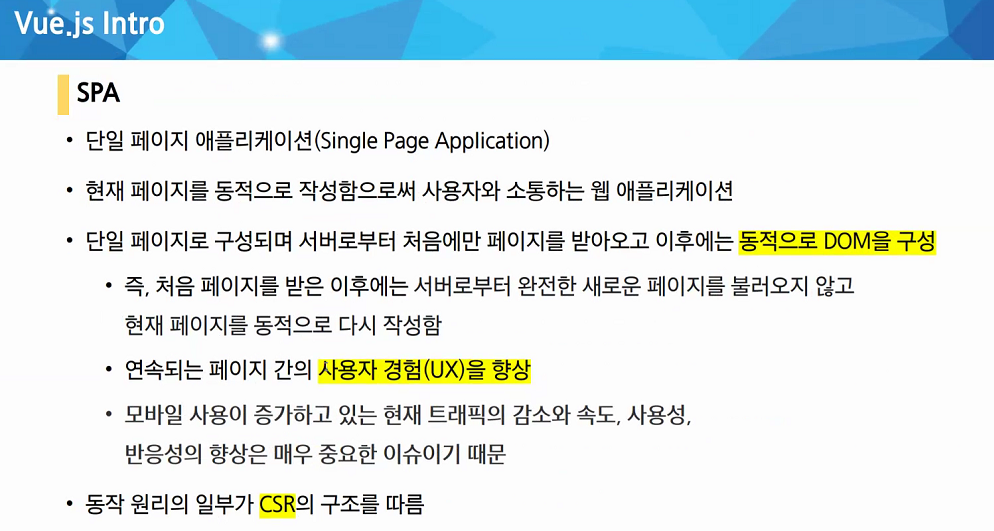 Vue.js Intro
SPA
• 단일 페이지 애플리케이션(Single Page Application)
• 현재 페이지를 동적으로 작성함으로써 사용자와 소통하는 웹 애플리케이션
• 단일 페이지로 구성되며 서버로부터 처음에만 페이지를 받아오고 이후에는 동적으로 DOM을 구성
• 즉, 처음 페이지를 받은 이후에는 서버로부터 완전한 새로운 페이지를 불러오지 않고
현재 페이지를 동적으로 다시 작성함
• 연속되는 페이지 간의 사용자 경험(UX)을 향상
• 모바일 사용이 증가하고 있는 현재 트래픽의 감소와 속도, 사용성,
반응성의 향상은 매우 중요한 이슈이기 때문
• 동작 원리의 일부가 CSR의 구조를 따름